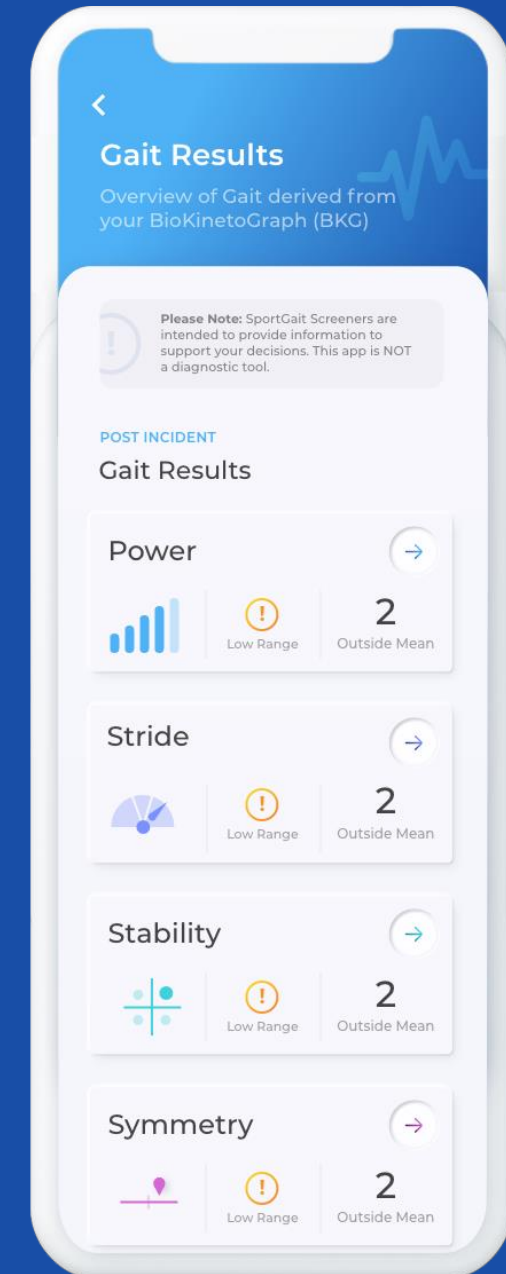 Gait Results
Overview of Gait derived from
your BioKinetoGraph (BKG)
Please Note: SportGait Screeners are
intended to provide information to
support your decisions. This app is NOT
a diagnostic tool.
POST INCIDENT
Gait Results
Power
2
Low Range
Outside Mean
Stride
2
Low Range
Outside Mean
Stability
2
Low Range
Outside Mean
Symmetry
2
Low Range
Outside Mean